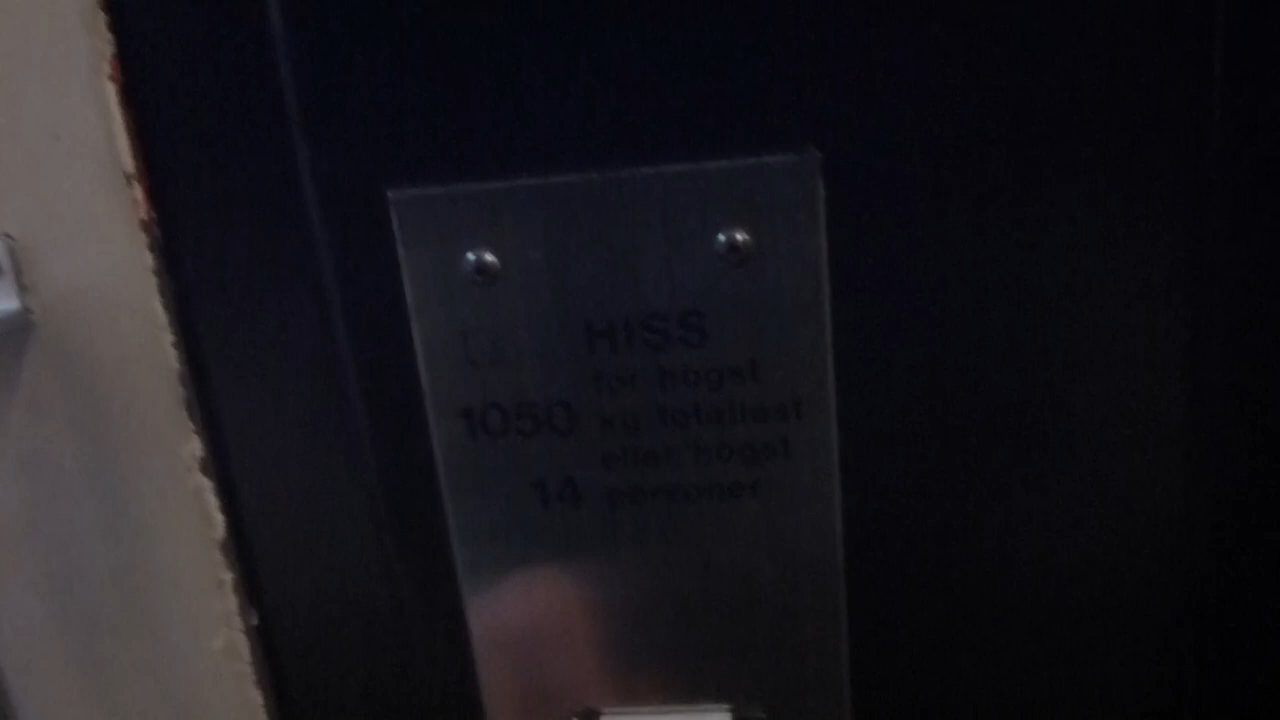 HISS
för högst
1050 kg totallast
eller högst
14 personer